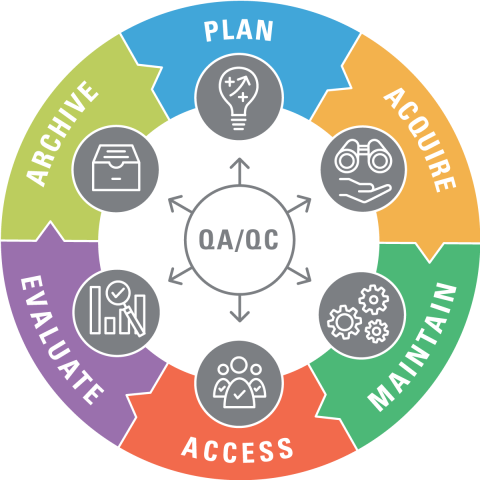 PLAN
ACQUIRE
MAINTAIN
ACCESS
EVALUATE
ARCHIVE
QA/QC